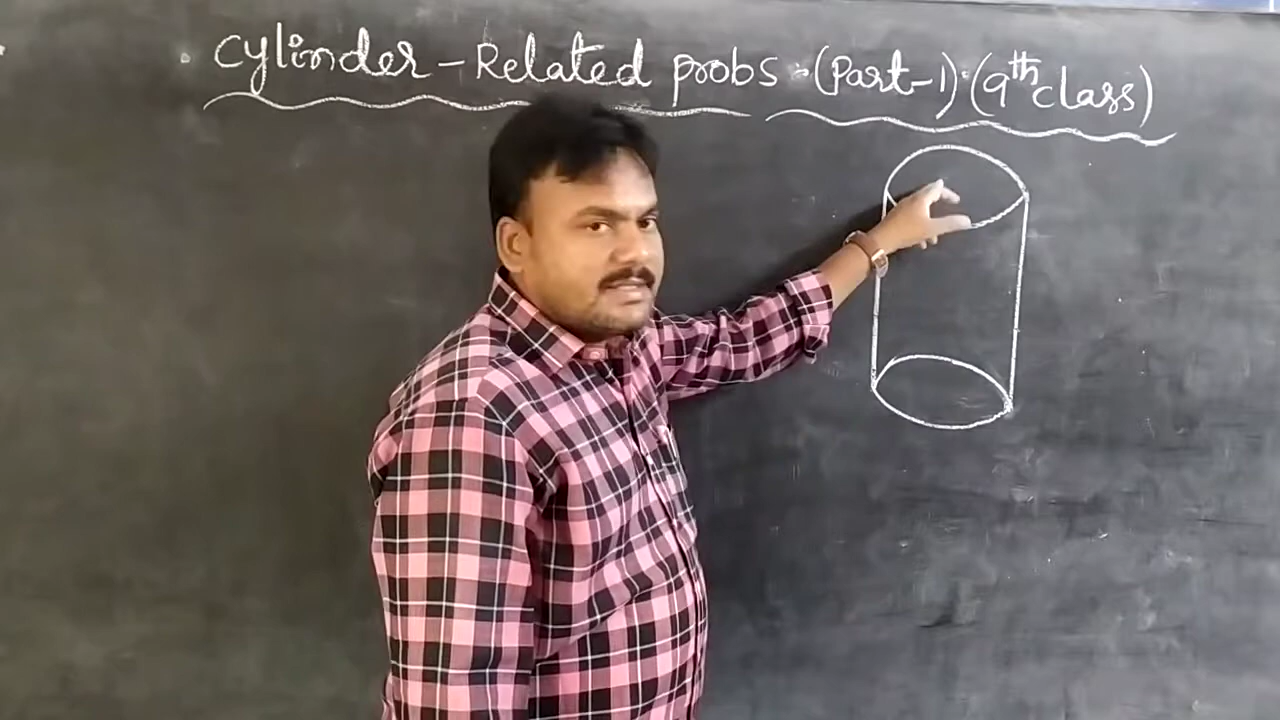 Cylinder - Related probs :- (Part-1) . (9th class)